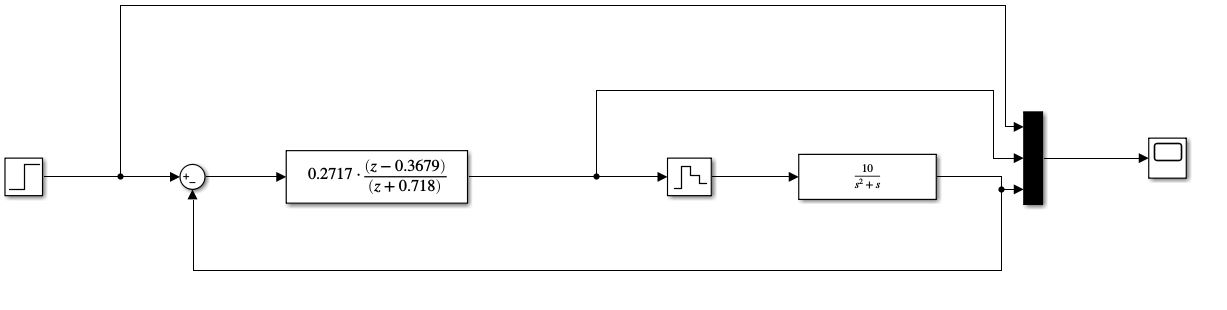 +
−
0.2717 · (z − 0.3679) / (z + 0.718)
10 / s² + s